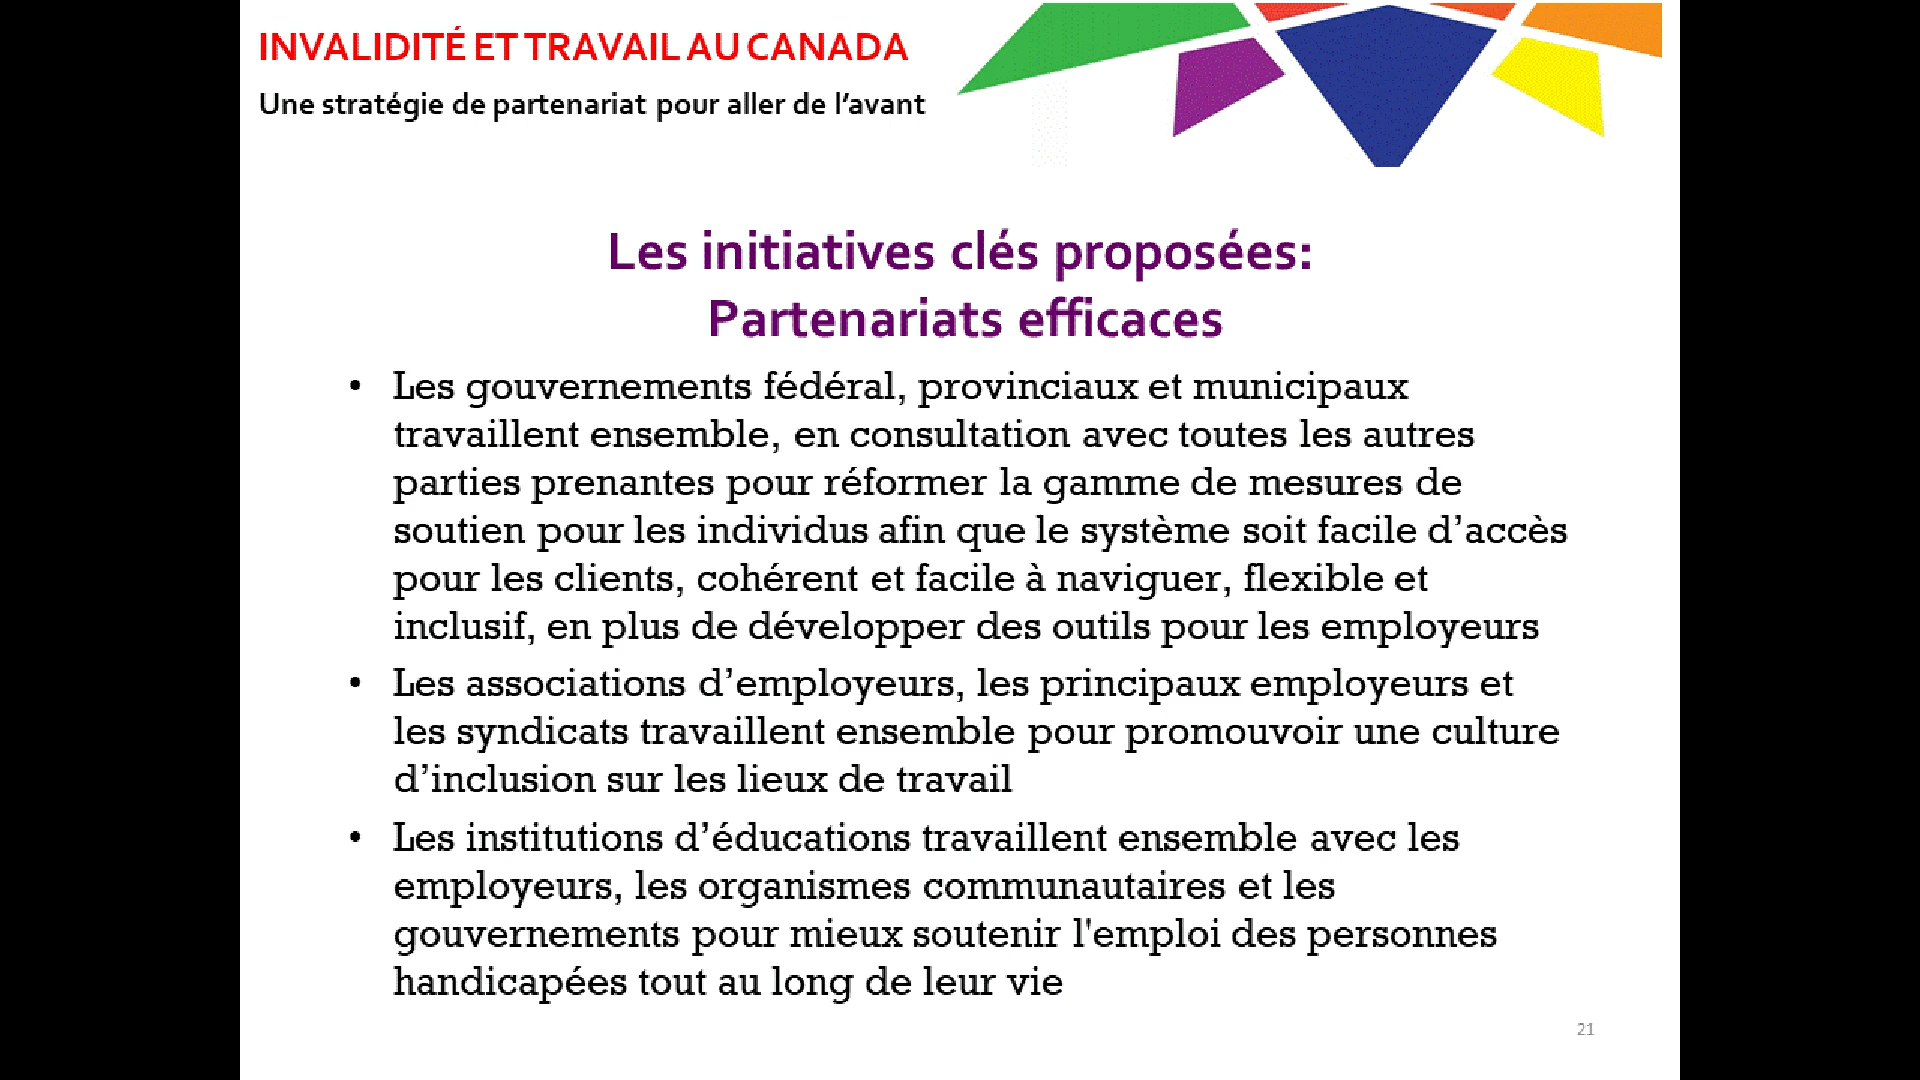 INVALIDITÉ ET TRAVAIL AU CANADA
Une stratégie de partenariat pour aller de l’avant
Les initiatives clés proposées:
Partenariats efficaces
• Les gouvernements fédéral, provinciaux et municipaux
travaillent ensemble, en consultation avec toutes les autres
parties prenantes pour réformer la gamme de mesures de
soutien pour les individus afin que le système soit facile d’accès
pour les clients, cohérent et facile à naviguer, flexible et
inclusif, en plus de développer des outils pour les employeurs
• Les associations d’employeurs, les principaux employeurs et
les syndicats travaillent ensemble pour promouvoir une culture
d’inclusion sur les lieux de travail
• Les institutions d’éducations travaillent ensemble avec les
employeurs, les organismes communautaires et les
gouvernements pour mieux soutenir l'emploi des personnes
handicapées tout au long de leur vie
21